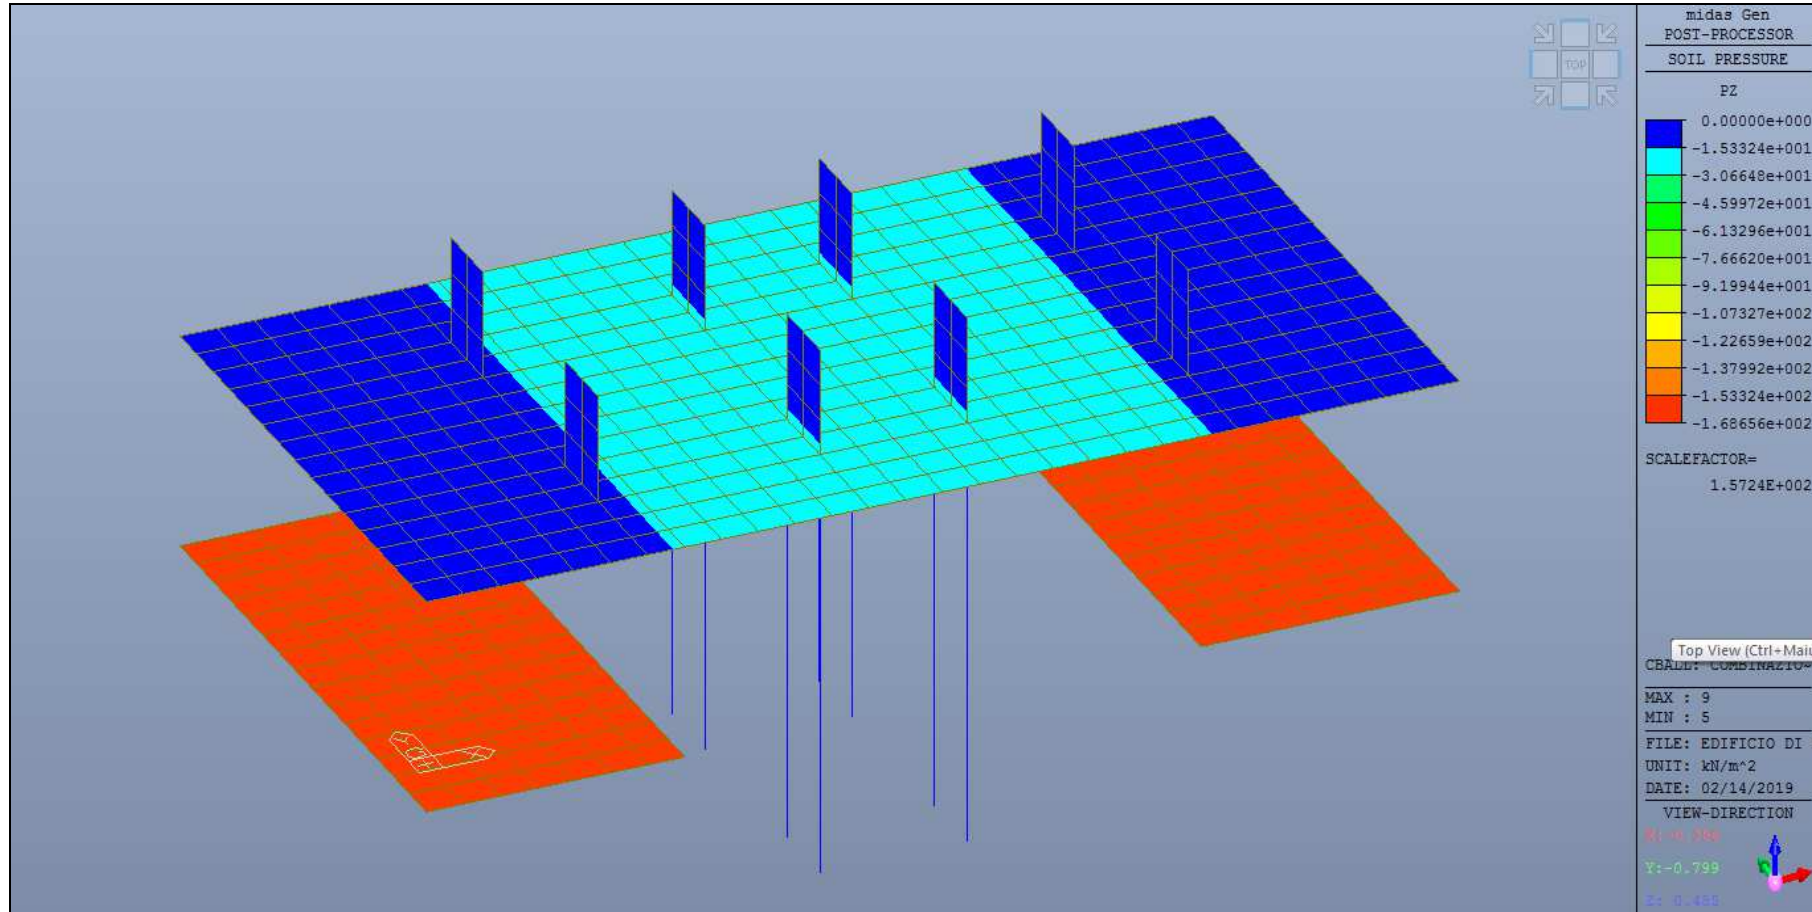 TOP
midas Gen
POST-PROCESSOR
SOIL PRESSURE
PZ
0.00000e+000
-1.53324e+001
-3.06648e+001
-4.59972e+001
-6.13296e+001
-7.66620e+001
-9.19944e+001
-1.07327e+002
-1.22659e+002
-1.37992e+002
-1.53324e+002
-1.68656e+002
SCALEFACTOR=
1.5724E+002
Top View (Ctrl+Maiu
CBALL: COMBINAZIO~
MAX : 9
MIN : 5
FILE: EDIFICIO DI
UNIT: kN/m^2
DATE: 02/14/2019
VIEW-DIRECTION
Y:-0.799